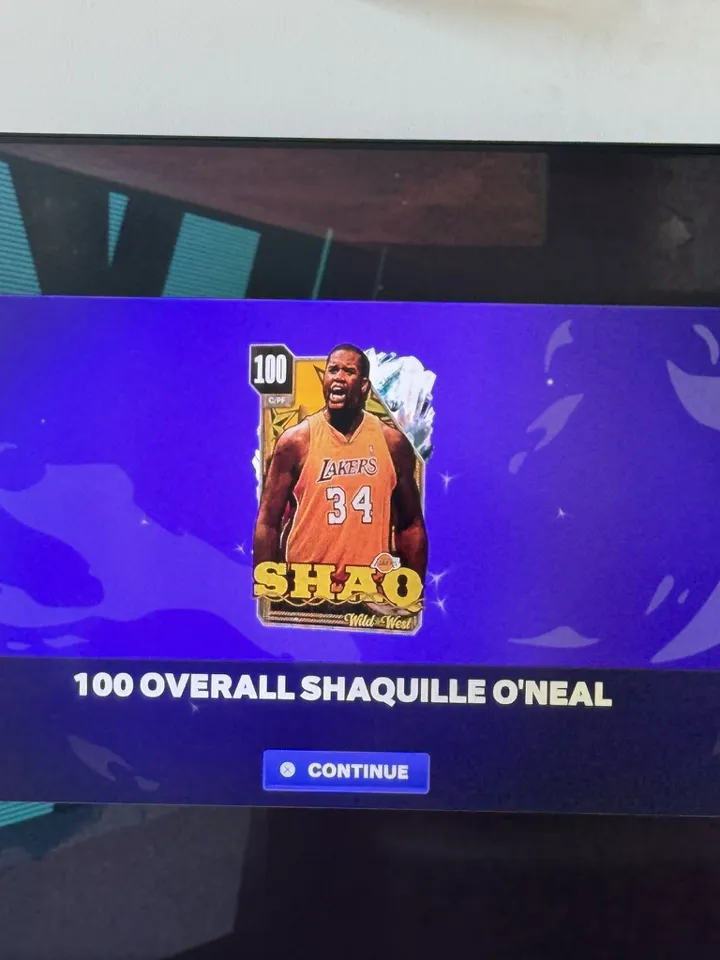 100
C/PF
LAKERS
34
SHAQ
Wild West
100 OVERALL SHAQUILLE O'NEAL
CONTINUE